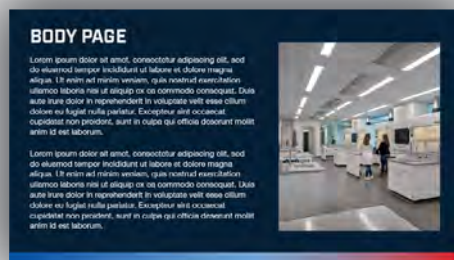 BODY PAGE
Lorem ipsum dolor sit amet, consectetur adipiscing elit, sed
do eiusmod tempor incididunt ut labore et dolore magna
aliqua. Ut enim ad minim veniam, quis nostrud exercitation
ullamco laboris nisi ut aliquip ex ea commodo consequat. Duis
aute irure dolor in reprehenderit in voluptate velit esse cillum
dolore eu fugiat nulla pariatur. Excepteur sint occaecat
cupidatat non proident, sunt in culpa qui officia deserunt mollit
anim id est laborum.
Lorem ipsum dolor sit amet, consectetur adipiscing elit, sed
do eiusmod tempor incididunt ut labore et dolore magna
aliqua. Ut enim ad minim veniam, quis nostrud exercitation
ullamco laboris nisi ut aliquip ex ea commodo consequat. Duis
aute irure dolor in reprehenderit in voluptate velit esse cillum
dolore eu fugiat nulla pariatur. Excepteur sint occaecat
cupidatat non proident, sunt in culpa qui officia deserunt mollit
anim id est laborum.